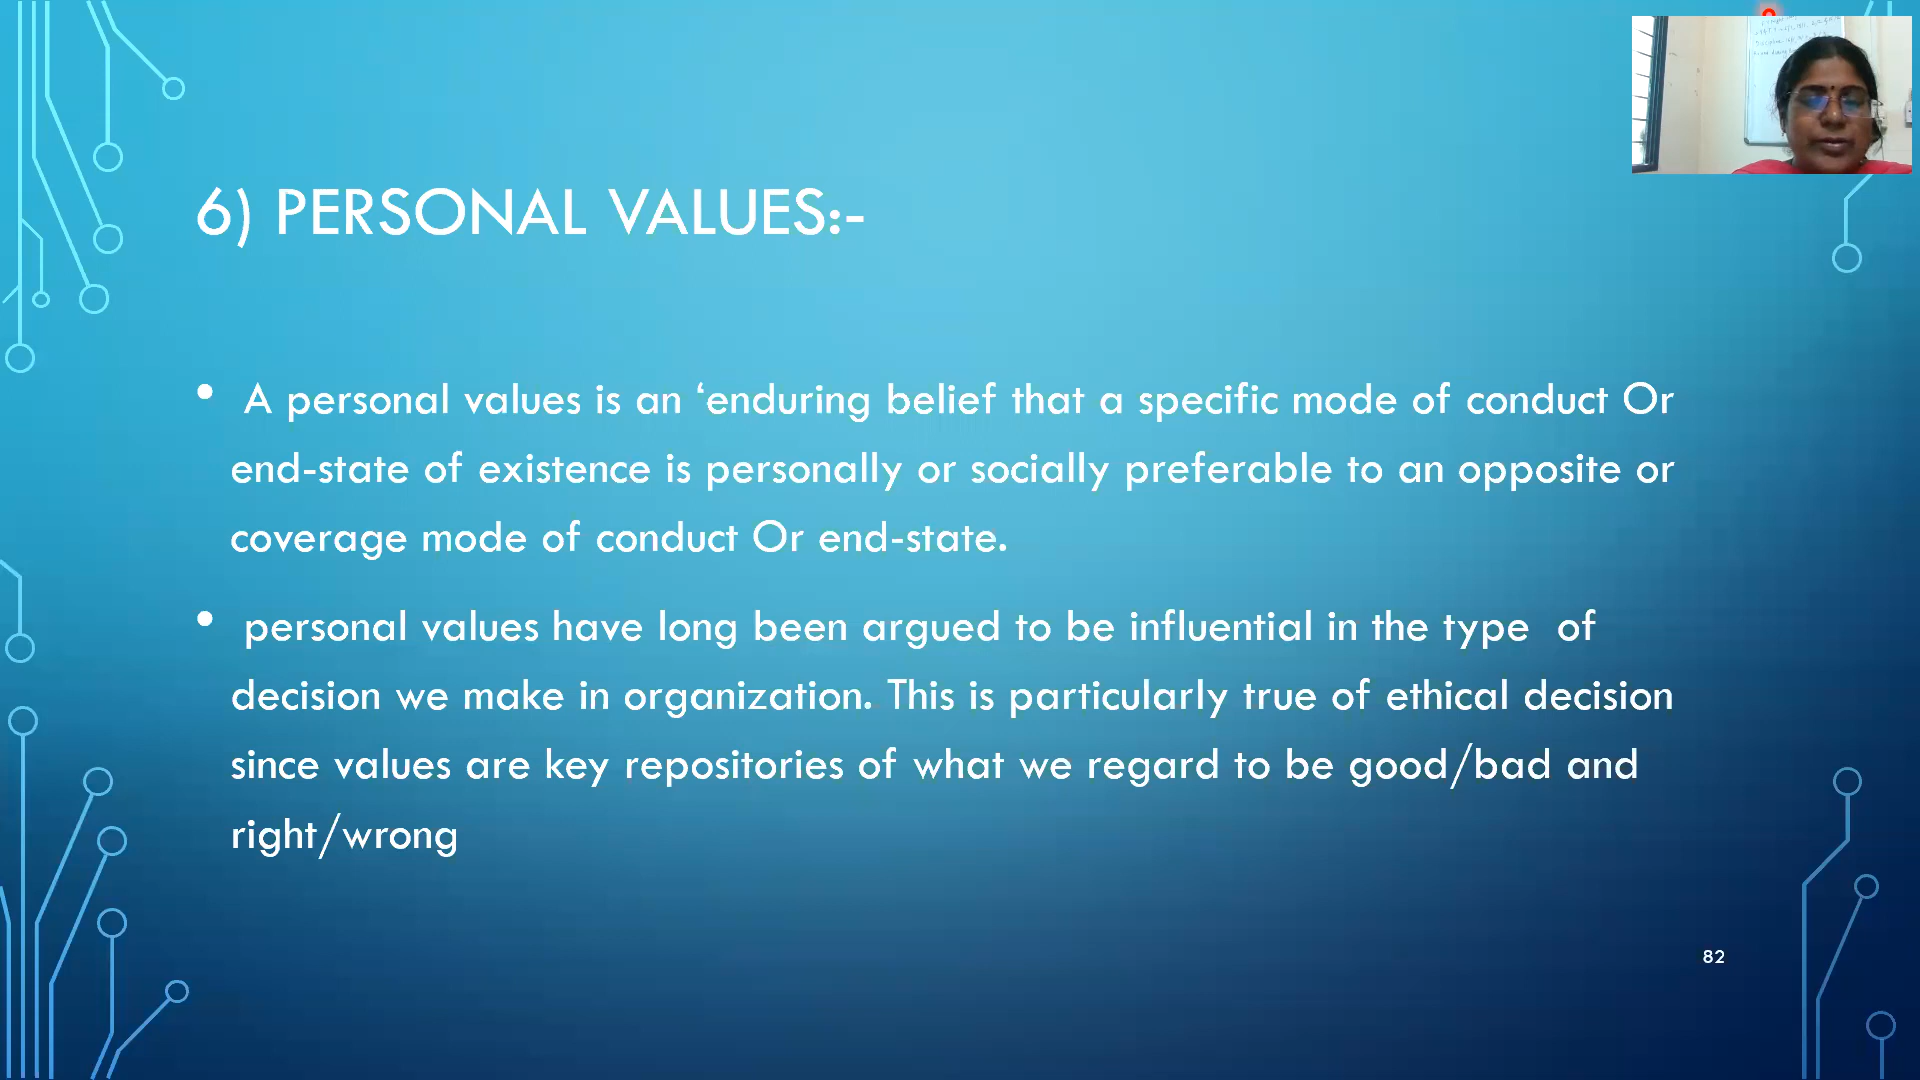 6) PERSONAL VALUES:-
• A personal values is an ‘enduring belief that a specific mode of conduct Or
end-state of existence is personally or socially preferable to an opposite or
coverage mode of conduct Or end-state.
• personal values have long been argued to be influential in the type of
decision we make in organization. This is particularly true of ethical decision
since values are key repositories of what we regard to be good/bad and
right/wrong
82